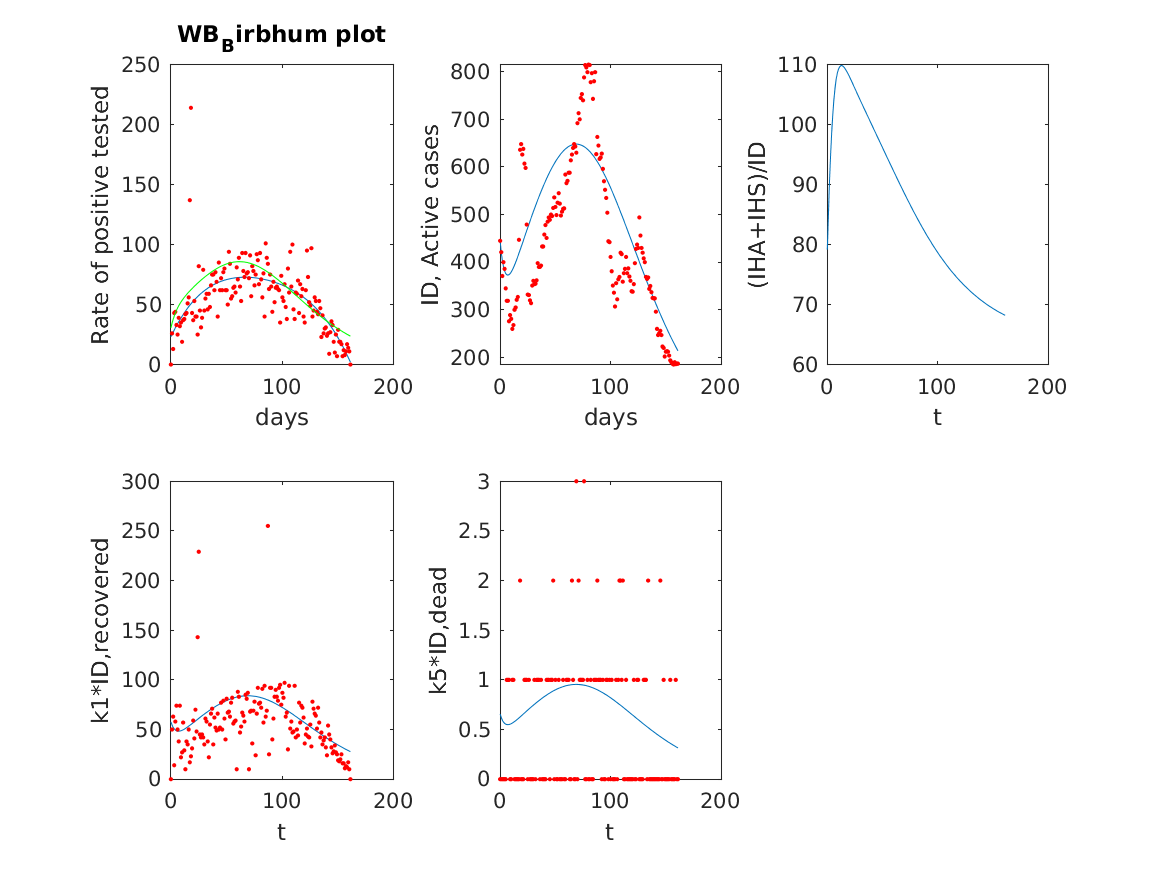 WB_Birbhum plot
250
200
150
100
50
0
0 100 200
Rate of positive tested
days
800
700
600
500
400
300
200
0 100 200
ID, Active cases
days
110
100
90
80
70
60
0 100 200
(IHA+IHS)/ID
t
300
250
200
150
100
50
0
0 100 200
k1*ID,recovered
t
3
2.5
2
1.5
1
0.5
0
0 100 200
k5*ID,dead
t